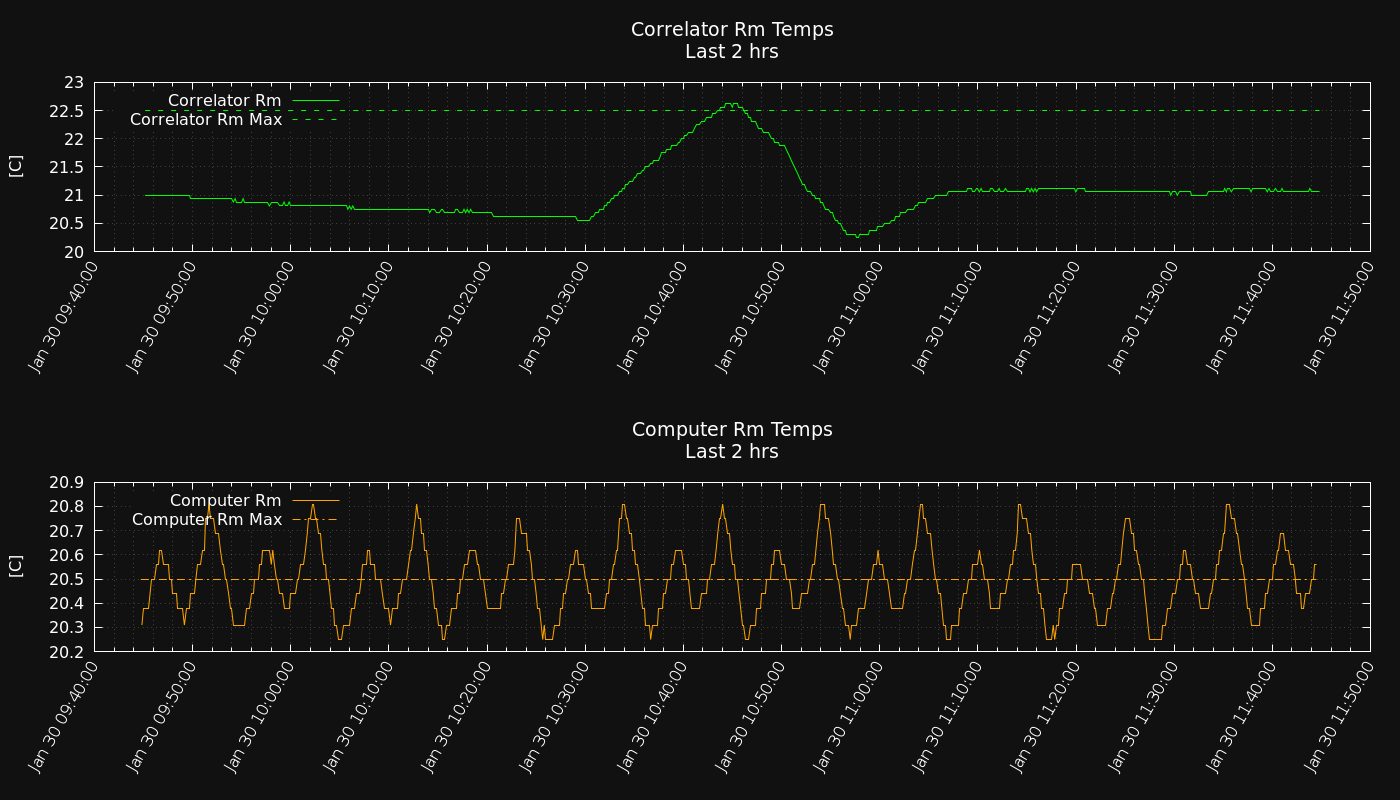 Correlator Rm Temps
Last 2 hrs
23
22.5
22
21.5
21
20.5
20
[C]
Correlator Rm
Correlator Rm Max
Jan 30 09:40:00
Jan 30 09:50:00
Jan 30 10:00:00
Jan 30 10:10:00
Jan 30 10:20:00
Jan 30 10:30:00
Jan 30 10:40:00
Jan 30 10:50:00
Jan 30 11:00:00
Jan 30 11:10:00
Jan 30 11:20:00
Jan 30 11:30:00
Jan 30 11:40:00
Jan 30 11:50:00
Computer Rm Temps
Last 2 hrs
20.9
20.8
20.7
20.6
20.5
20.4
20.3
20.2
[C]
Computer Rm
Computer Rm Max
Jan 30 09:40:00
Jan 30 09:50:00
Jan 30 10:00:00
Jan 30 10:10:00
Jan 30 10:20:00
Jan 30 10:30:00
Jan 30 10:40:00
Jan 30 10:50:00
Jan 30 11:00:00
Jan 30 11:10:00
Jan 30 11:20:00
Jan 30 11:30:00
Jan 30 11:40:00
Jan 30 11:50:00